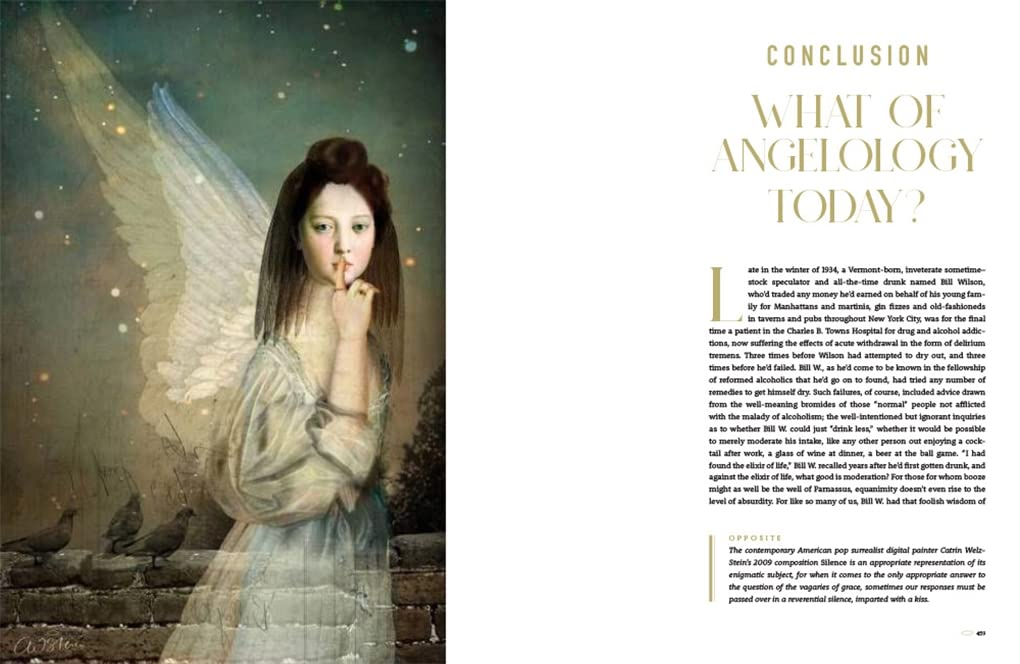 CONCLUSION
WHAT OF
ANGELOLOGY
TODAY?
Late in the winter of 1934, a Vermont-born, inveterate sometime–
stock speculator and all-the-time drunk named Bill Wilson,
who'd traded any money he'd earned on behalf of his young fam-
ily for Manhattans and martinis, gin fizzes and old-fashioneds
in taverns and pubs throughout New York City, was for the final
time a patient in the Charles B. Towns Hospital for drug and alcohol addic-
tions, now suffering the effects of acute withdrawal in the form of delirium
tremens. Three times before Wilson had attempted to dry out, and three
times before he'd failed. Bill W., as he'd come to be known in the fellowship
of reformed alcoholics that he'd go on to found, had tried any number of
remedies to get himself dry. Such failures, of course, included advice drawn
from the well-meaning bromides of those "normal" people not afflicted
with the malady of alcoholism; the well-intentioned but ignorant inquiries
as to whether Bill W. could just "drink less," whether it would be possible
to merely moderate his intake, like any other person out enjoying a cock-
tail after work, a glass of wine at dinner, a beer at the ball game. "I had
found the elixir of life," Bill W. recalled years after he'd first gotten drunk, and
against the elixir of life, what good is moderation? For those for whom booze
might as well be the well of Parnassus, equanimity doesn't even rise to the
level of absurdity. For like so many of us, Bill W. had that foolish wisdom of
OPPOSITE
The contemporary American pop surrealist digital painter Catrin Welz-
Stein's 2009 composition Silence is an appropriate representation of its
enigmatic subject, for when it comes to the only appropriate answer to
the question of the vagaries of grace, sometimes our responses must be
passed over in a reverential silence, imparted with a kiss.